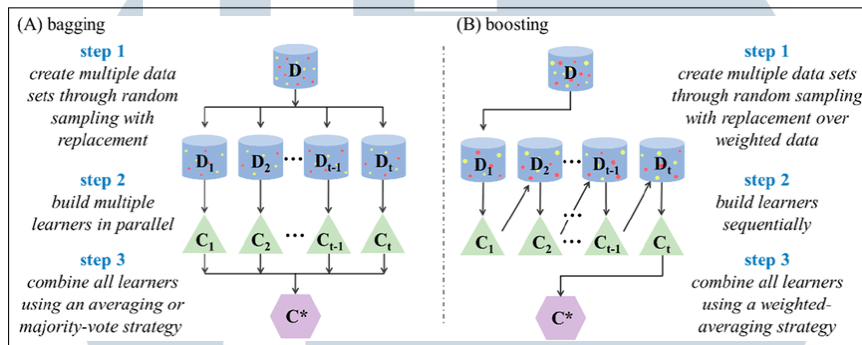 (A) bagging
step 1
create multiple data
sets through random
sampling with
replacement
step 2
build multiple
learners in parallel
step 3
combine all learners
using an averaging or
majority-vote strategy
D
D1 D2 ... Dt-1 Dt
C1 C2 ... Ct-1 Ct
C*
(B) boosting
D
D1 D2 ... Dt-1 Dt
...
C1 C2 ... Ct-1 Ct
C*
step 1
create multiple data sets
through random sampling
with replacement over
weighted data
step 2
build learners
sequentially
step 3
combine all learners
using a weighted-
averaging strategy